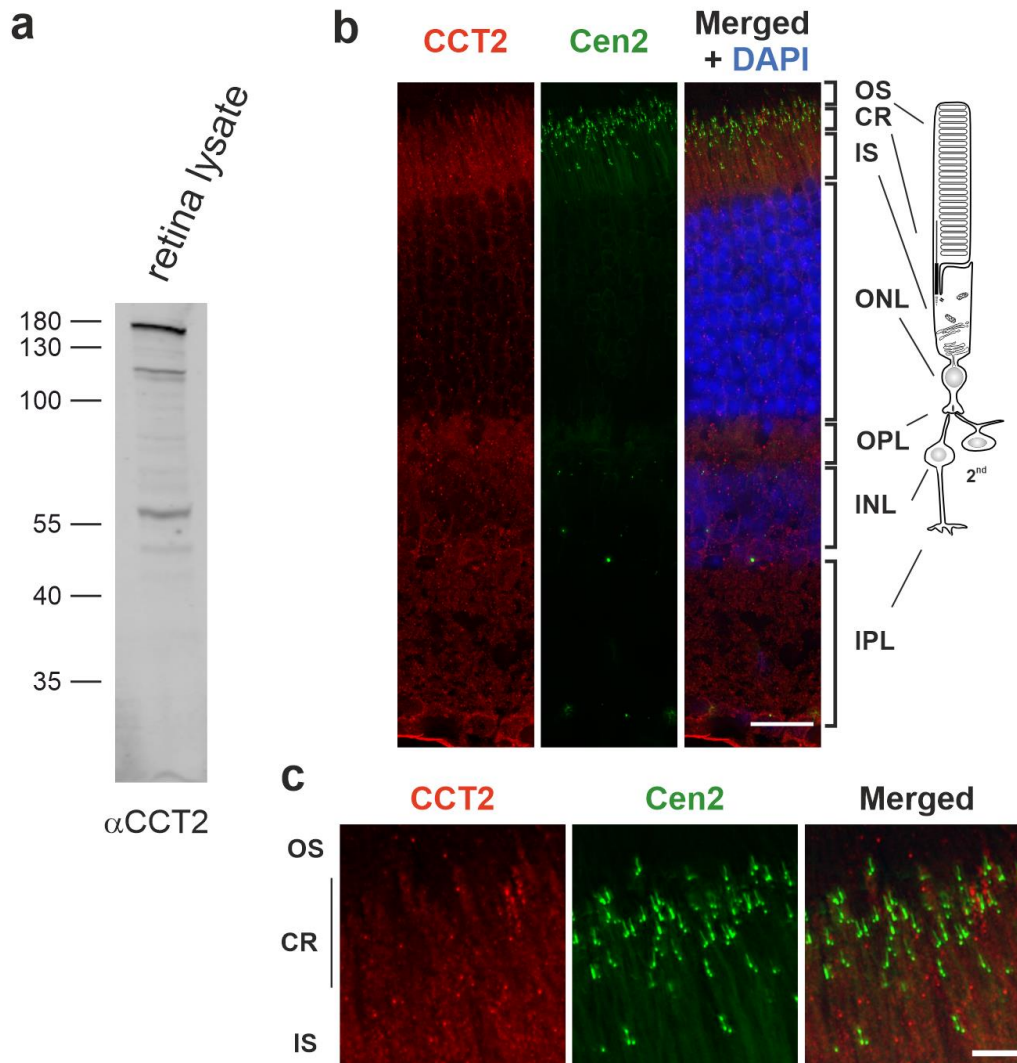 a
retina lysate
180
130
100
55
40
35
αCCT2
b
CCT2
Cen2
Merged
+ DAPI
OS
CR
IS
ONL
OPL
INL
IPL
2nd
c
CCT2
Cen2
Merged
OS
CR
IS